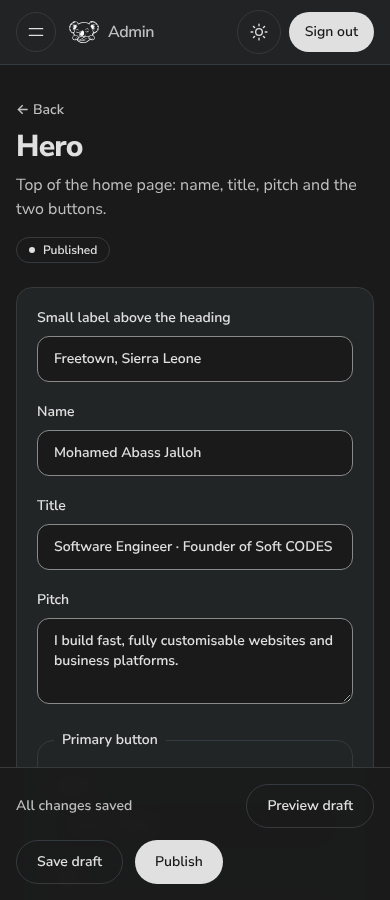 Admin
Sign out
← Back
Hero
Top of the home page: name, title, pitch and the
two buttons.
Published
Small label above the heading
Freetown, Sierra Leone
Name
Mohamed Abass Jalloh
Title
Software Engineer · Founder of Soft CODES
Pitch
I build fast, fully customisable websites and
business platforms.
Primary button
All changes saved
Preview draft
Save draft
Publish